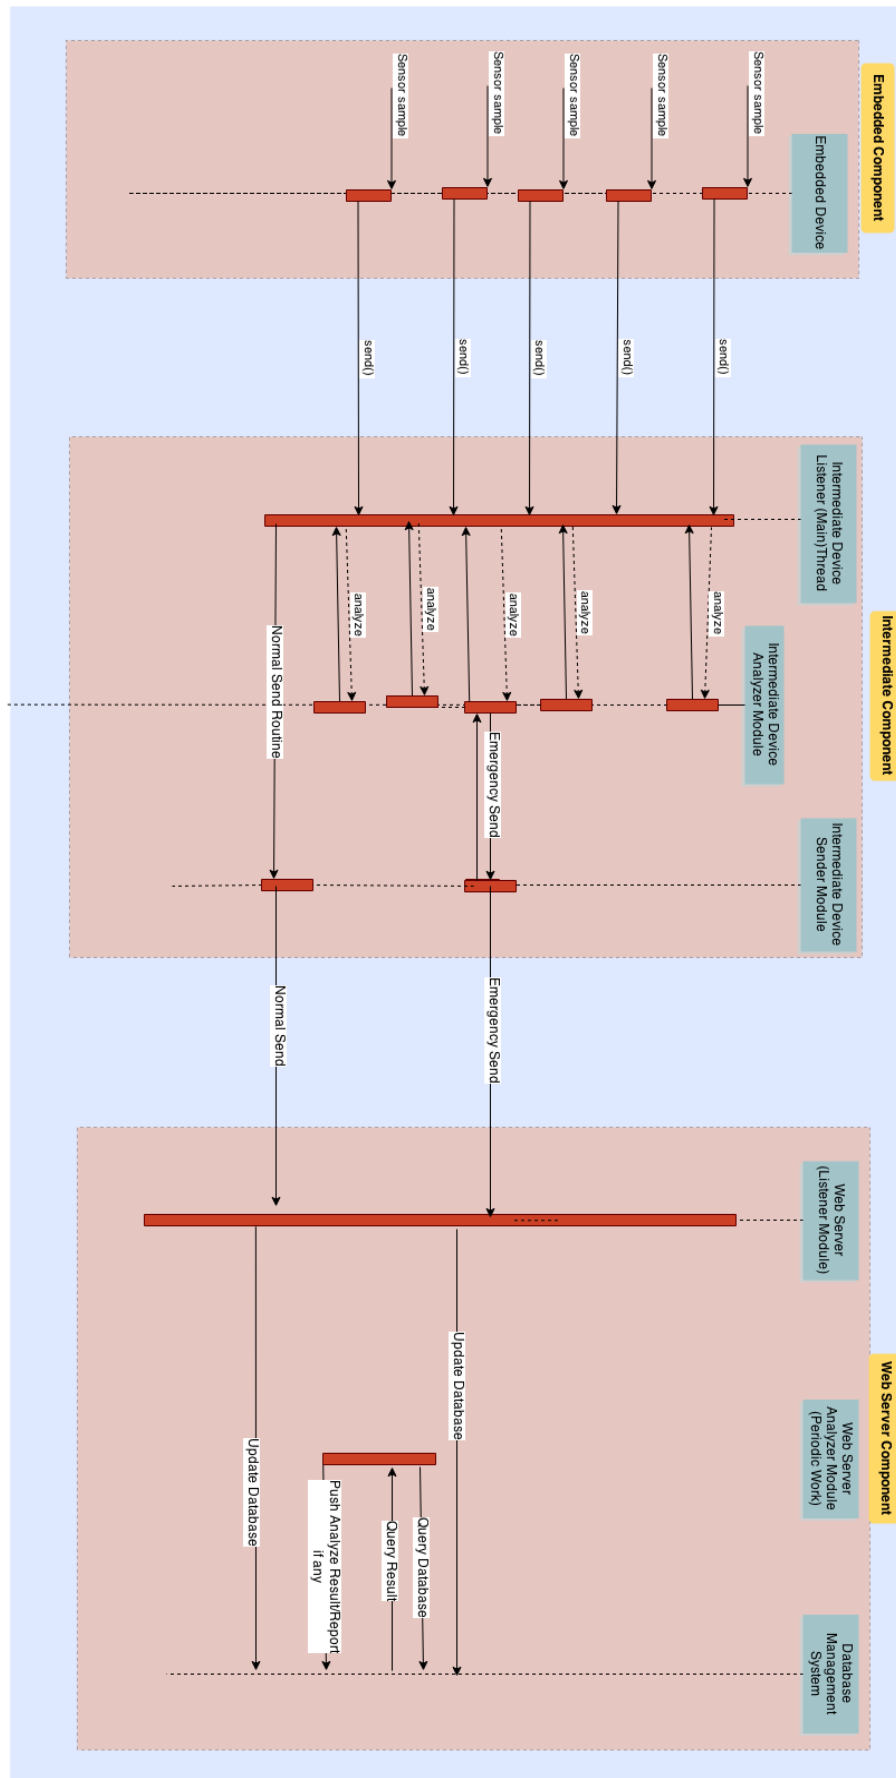 Embedded Component
Intermediate Component
Web Server Component
Embedded Device
Intermediate Device
Listener (Main)Thread
Intermediate Device
Analyzer Module
Intermediate Device
Sender Module
Web Server
(Listener Module)
Web Server
Analyzer Module
(Periodic Work)
Database
Management
System
Sensor sample
send()
analyze
Sensor sample
send()
analyze
Sensor sample
send()
analyze
Emergency Send
Emergency Send
Update Database
Sensor sample
send()
analyze
Query Database
Query Result
Sensor sample
send()
analyze
Push Analyze Result/Report
if any
Normal Send Routine
Normal Send
Update Database